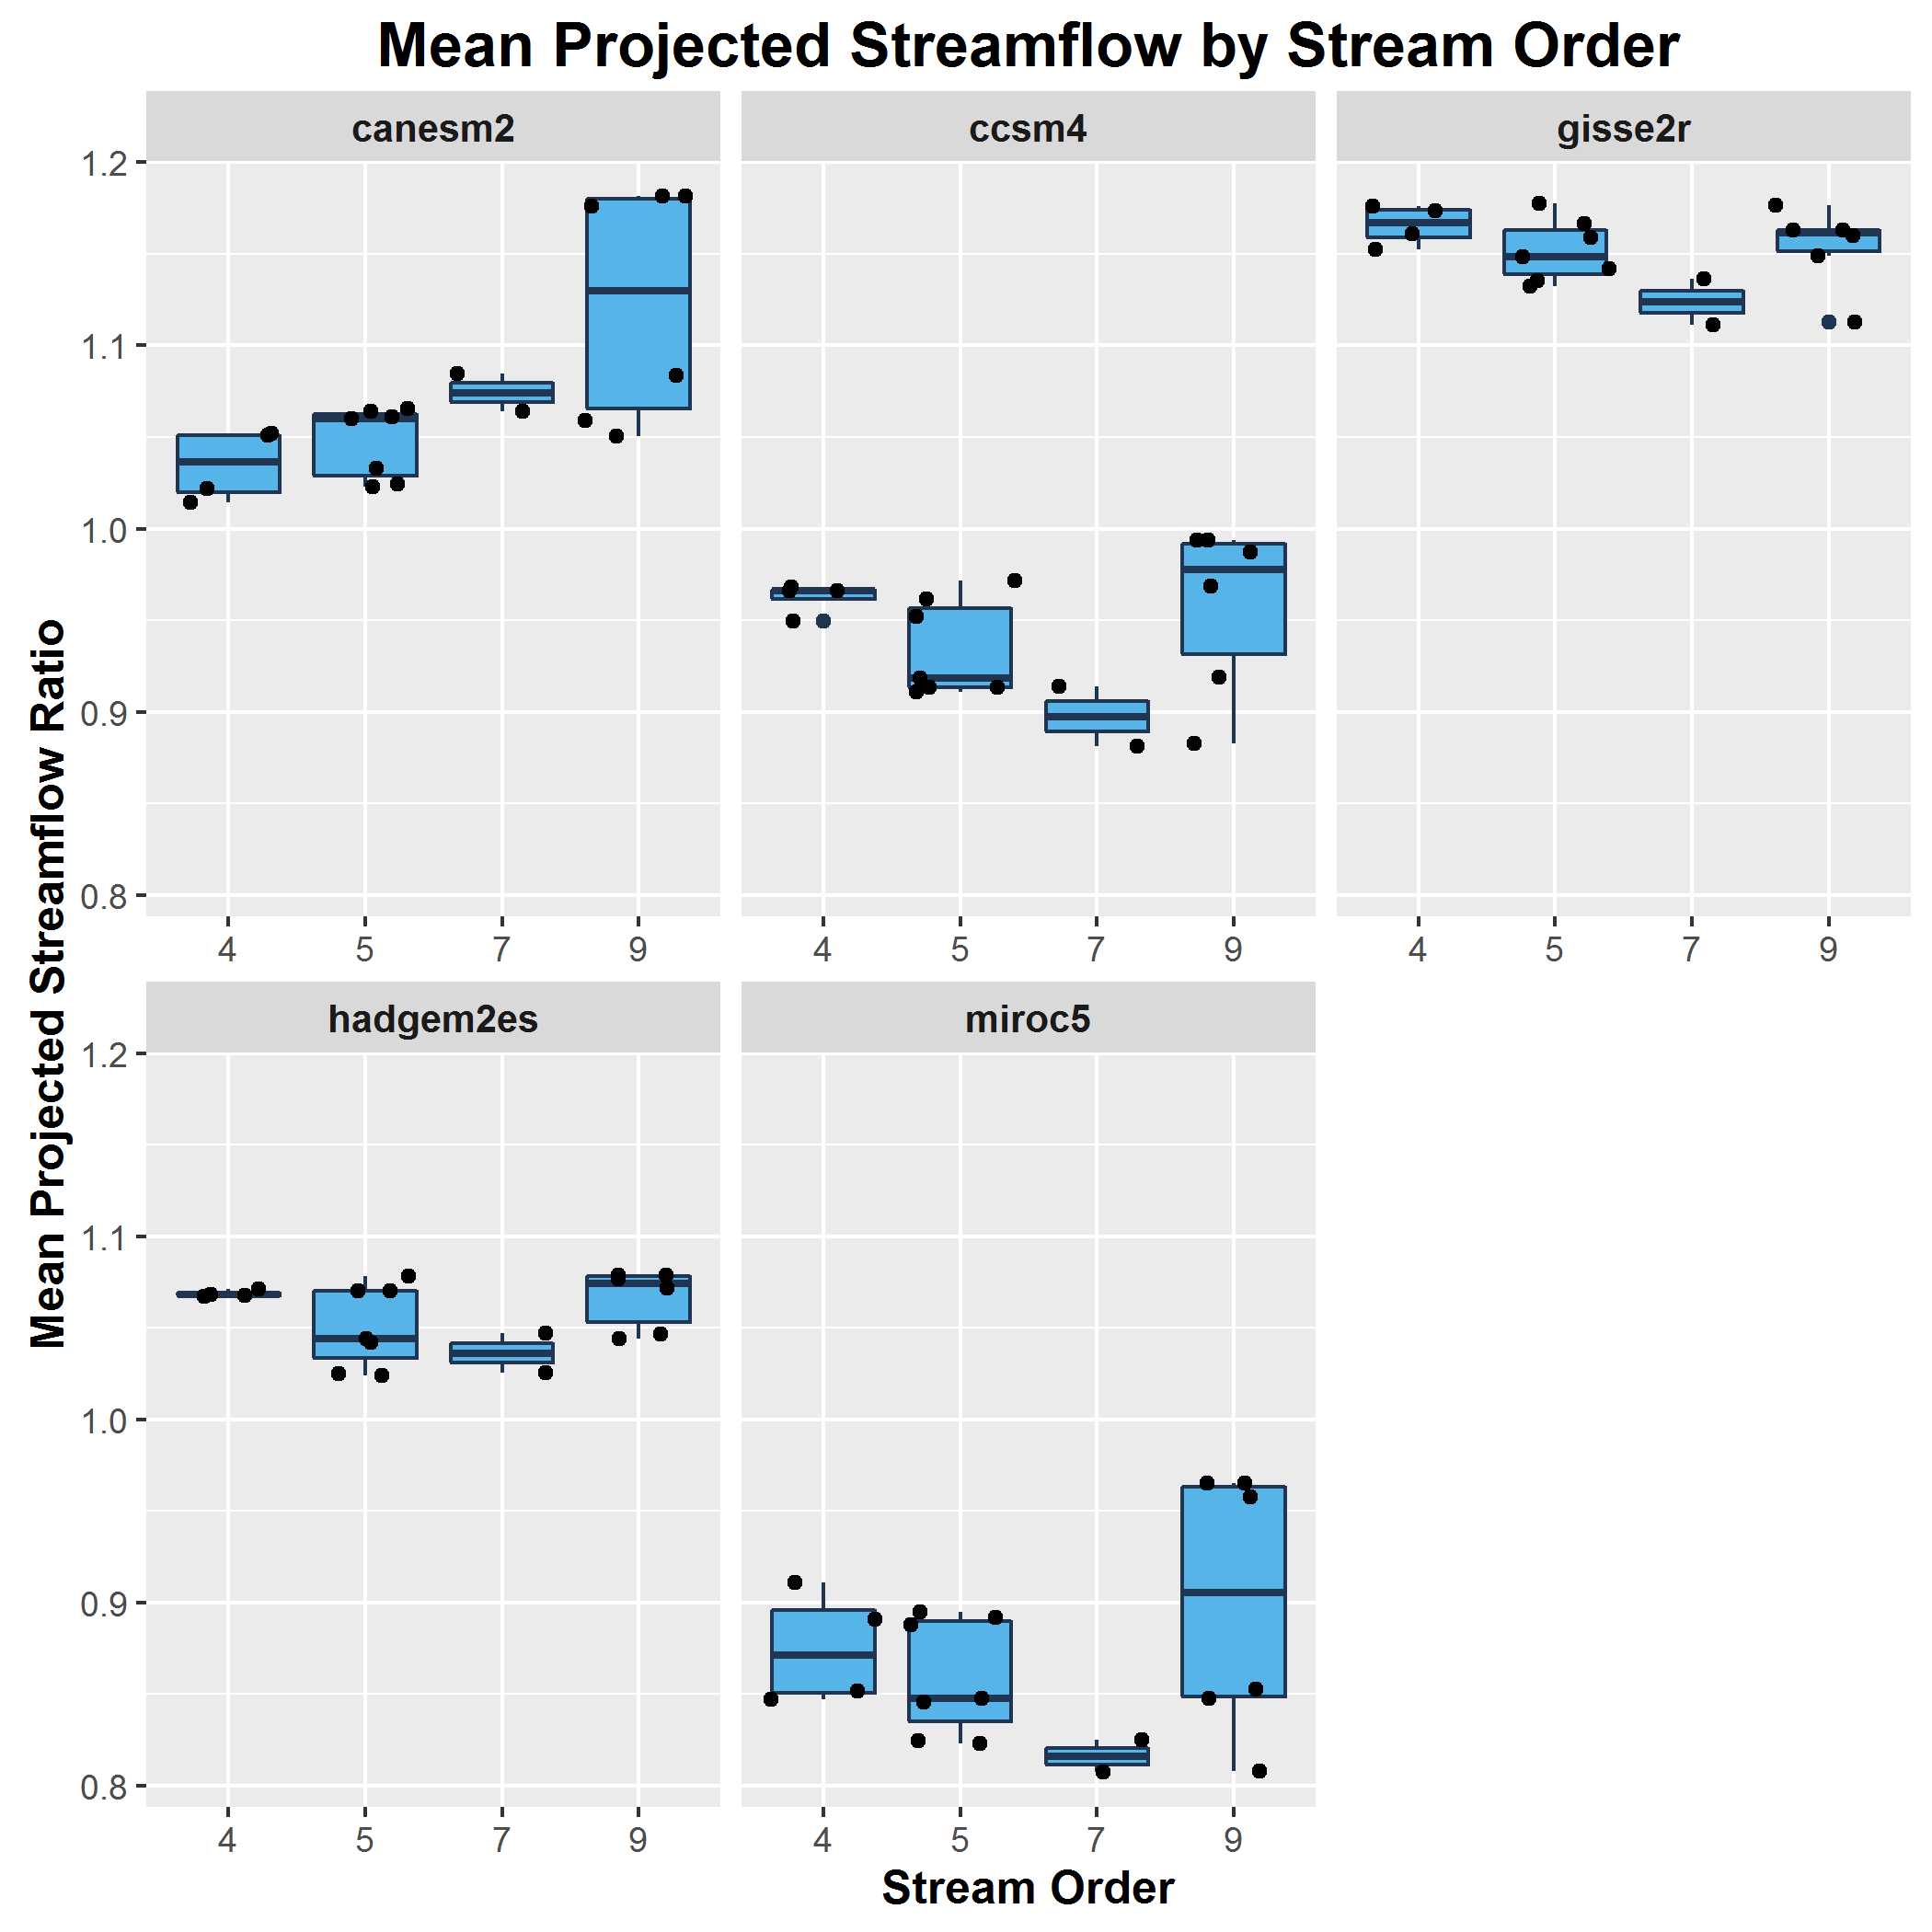 Mean Projected Streamflow by Stream Order
canesm2
ccsm4
gisse2r
1.2
1.1
1.0
0.9
0.8
4 5 7 9
4 5 7 9
4 5 7 9
Mean Projected Streamflow Ratio
hadgem2es
miroc5
1.2
1.1
1.0
0.9
0.8
4 5 7 9
4 5 7 9
Stream Order